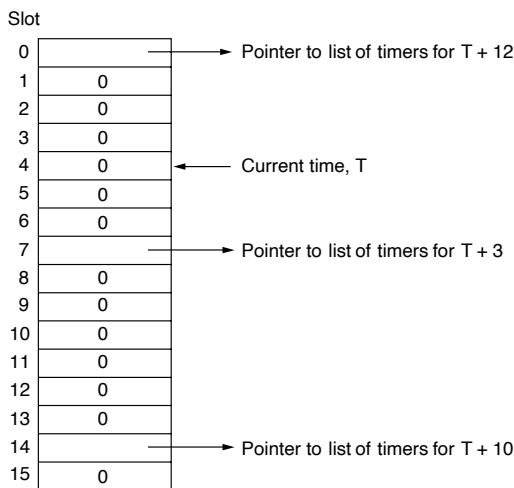 Slot
0 Pointer to list of timers for T + 12
1 0
2 0
3 0
4 0 Current time, T
5 0
6 0
7 Pointer to list of timers for T + 3
8 0
9 0
10 0
11 0
12 0
13 0
14 Pointer to list of timers for T + 10
15 0